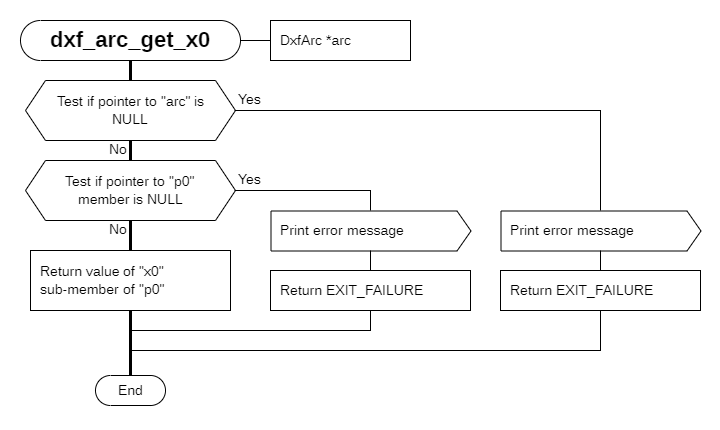 dxf_arc_get_x0
DxfArc *arc
Test if pointer to "arc" is
NULL
Yes
No
Test if pointer to "p0"
member is NULL
Yes
No
Print error message
Print error message
Return value of "x0"
sub-member of "p0"
Return EXIT_FAILURE
Return EXIT_FAILURE
End